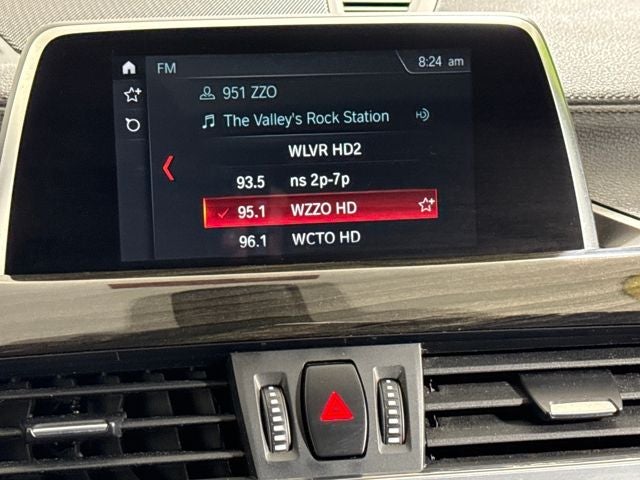 FM
8:24 am
951 ZZO
The Valley's Rock Station
WLVR HD2
93.5 ns 2p-7p
95.1 WZZO HD
96.1 WCTO HD